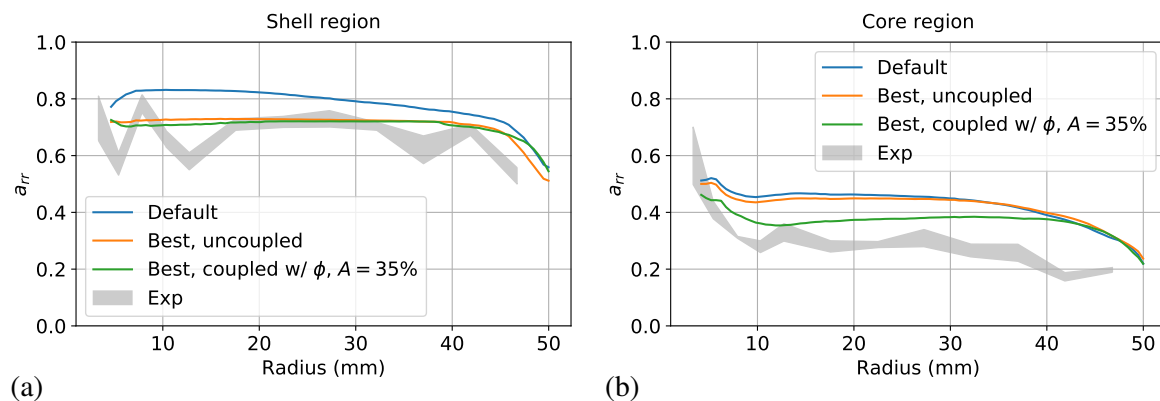 Shell region
1.0
0.8
0.6
0.4
0.2
0.0
a_rr
Default
Best, uncoupled
Best, coupled w/ ϕ, A = 35%
Exp
10 20 30 40 50
Radius (mm)
(a)
Core region
1.0
0.8
0.6
0.4
0.2
0.0
a_rr
Default
Best, uncoupled
Best, coupled w/ ϕ, A = 35%
Exp
10 20 30 40 50
Radius (mm)
(b)